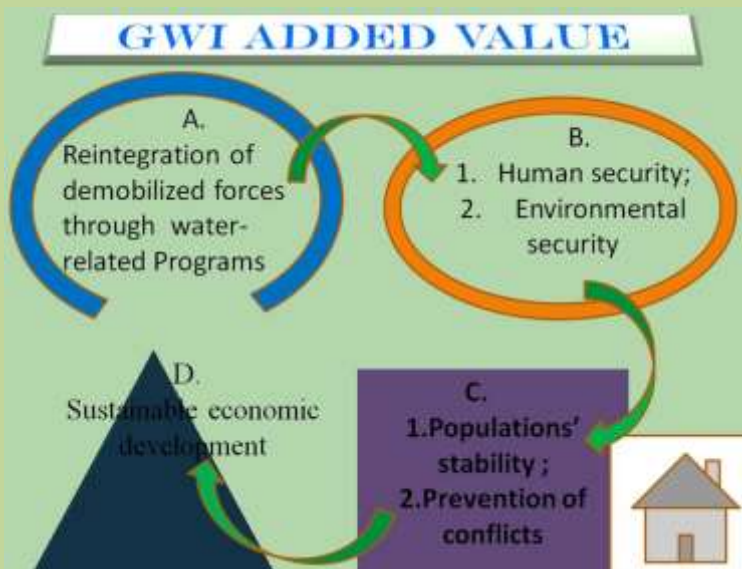 GWI ADDED VALUE
A.
Reintegration of
demobilized forces
through water-
related Programs
B.
1. Human security;
2. Environmental
security
C.
1.Populations'
stability ;
2.Prevention of
conflicts
D.
Sustainable economic
development